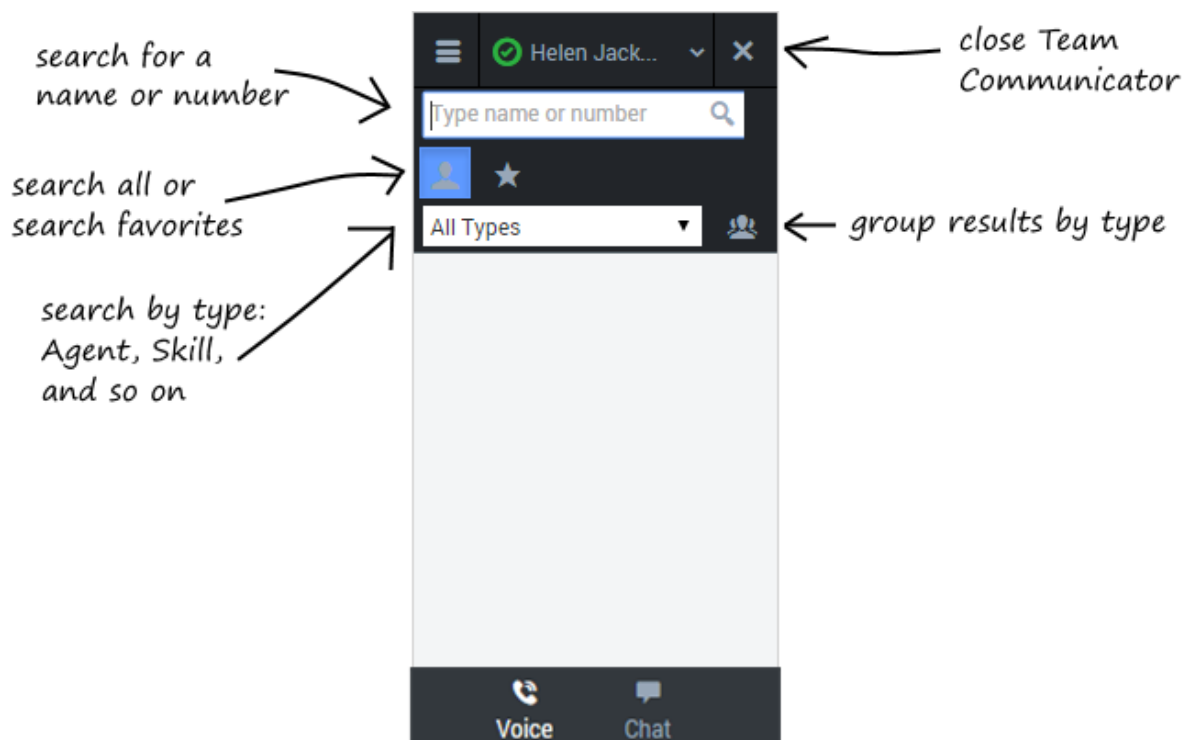 search for a
name or number
Helen Jack...
close Team
Communicator
Type name or number
search all or
search favorites
All Types
group results by type
search by type:
Agent, Skill,
and so on
Voice
Chat